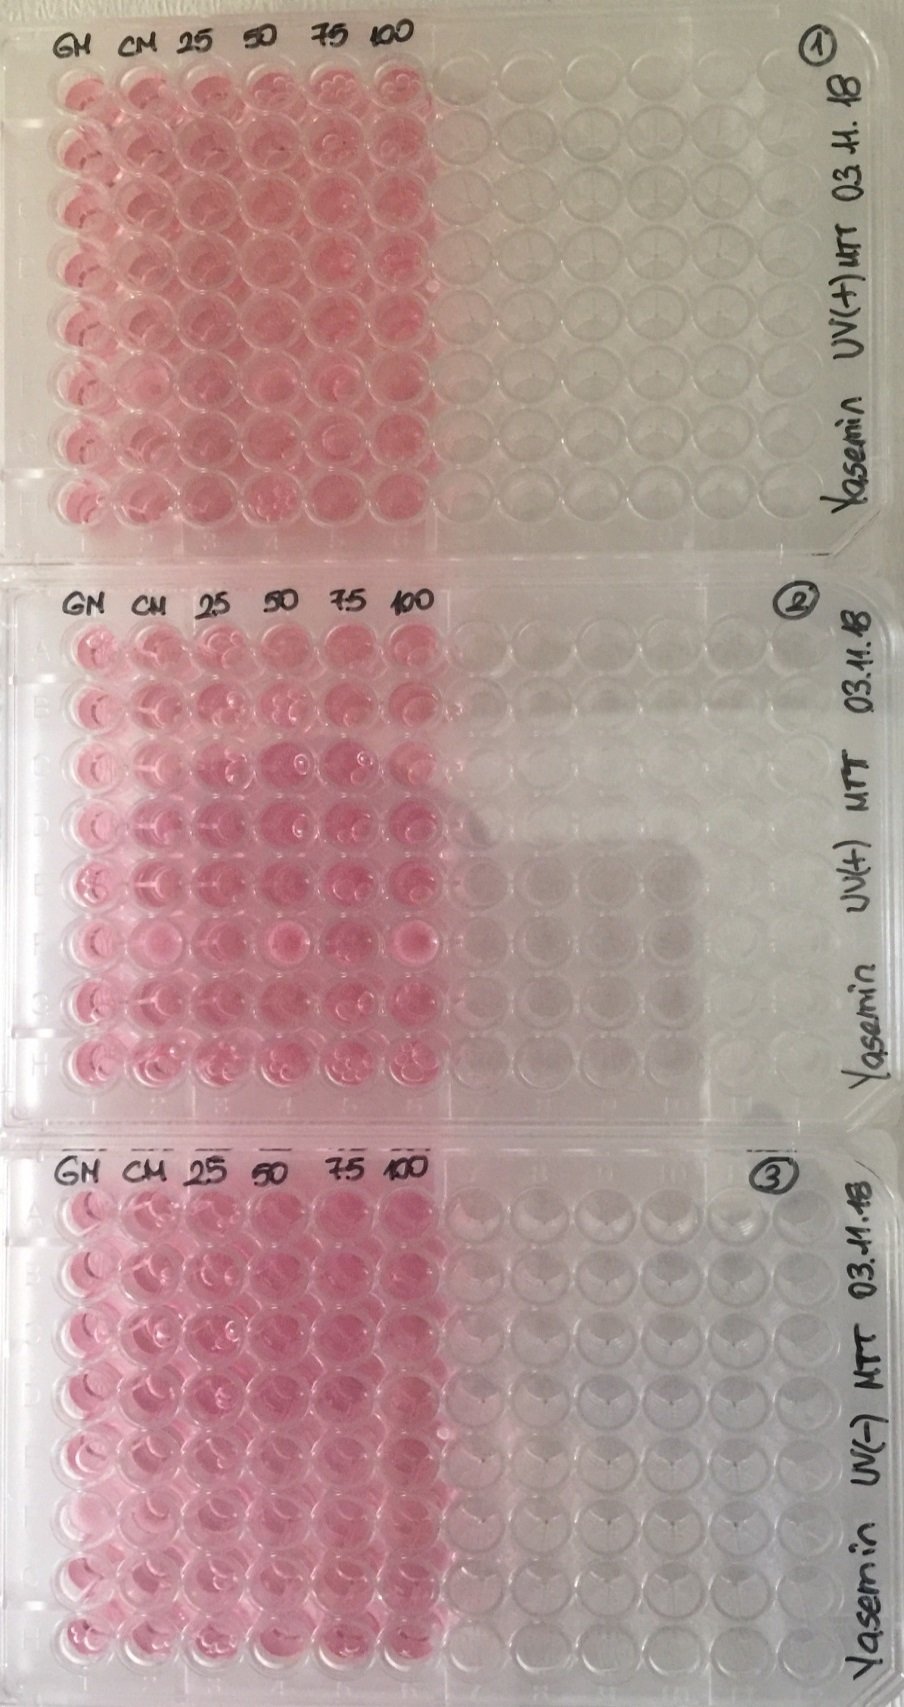 GM CM 25 50 75 100
1
Yasemin UV(+) MTT 03.11.18
GM CM 25 50 75 100
2
Yasemin UV(+) MTT 03.11.18
A
B
C
D
E
F
G
H
GM CM 25 50 75 100
3
Yasemin UV(-) MTT 03.11.18
A
B
C
D